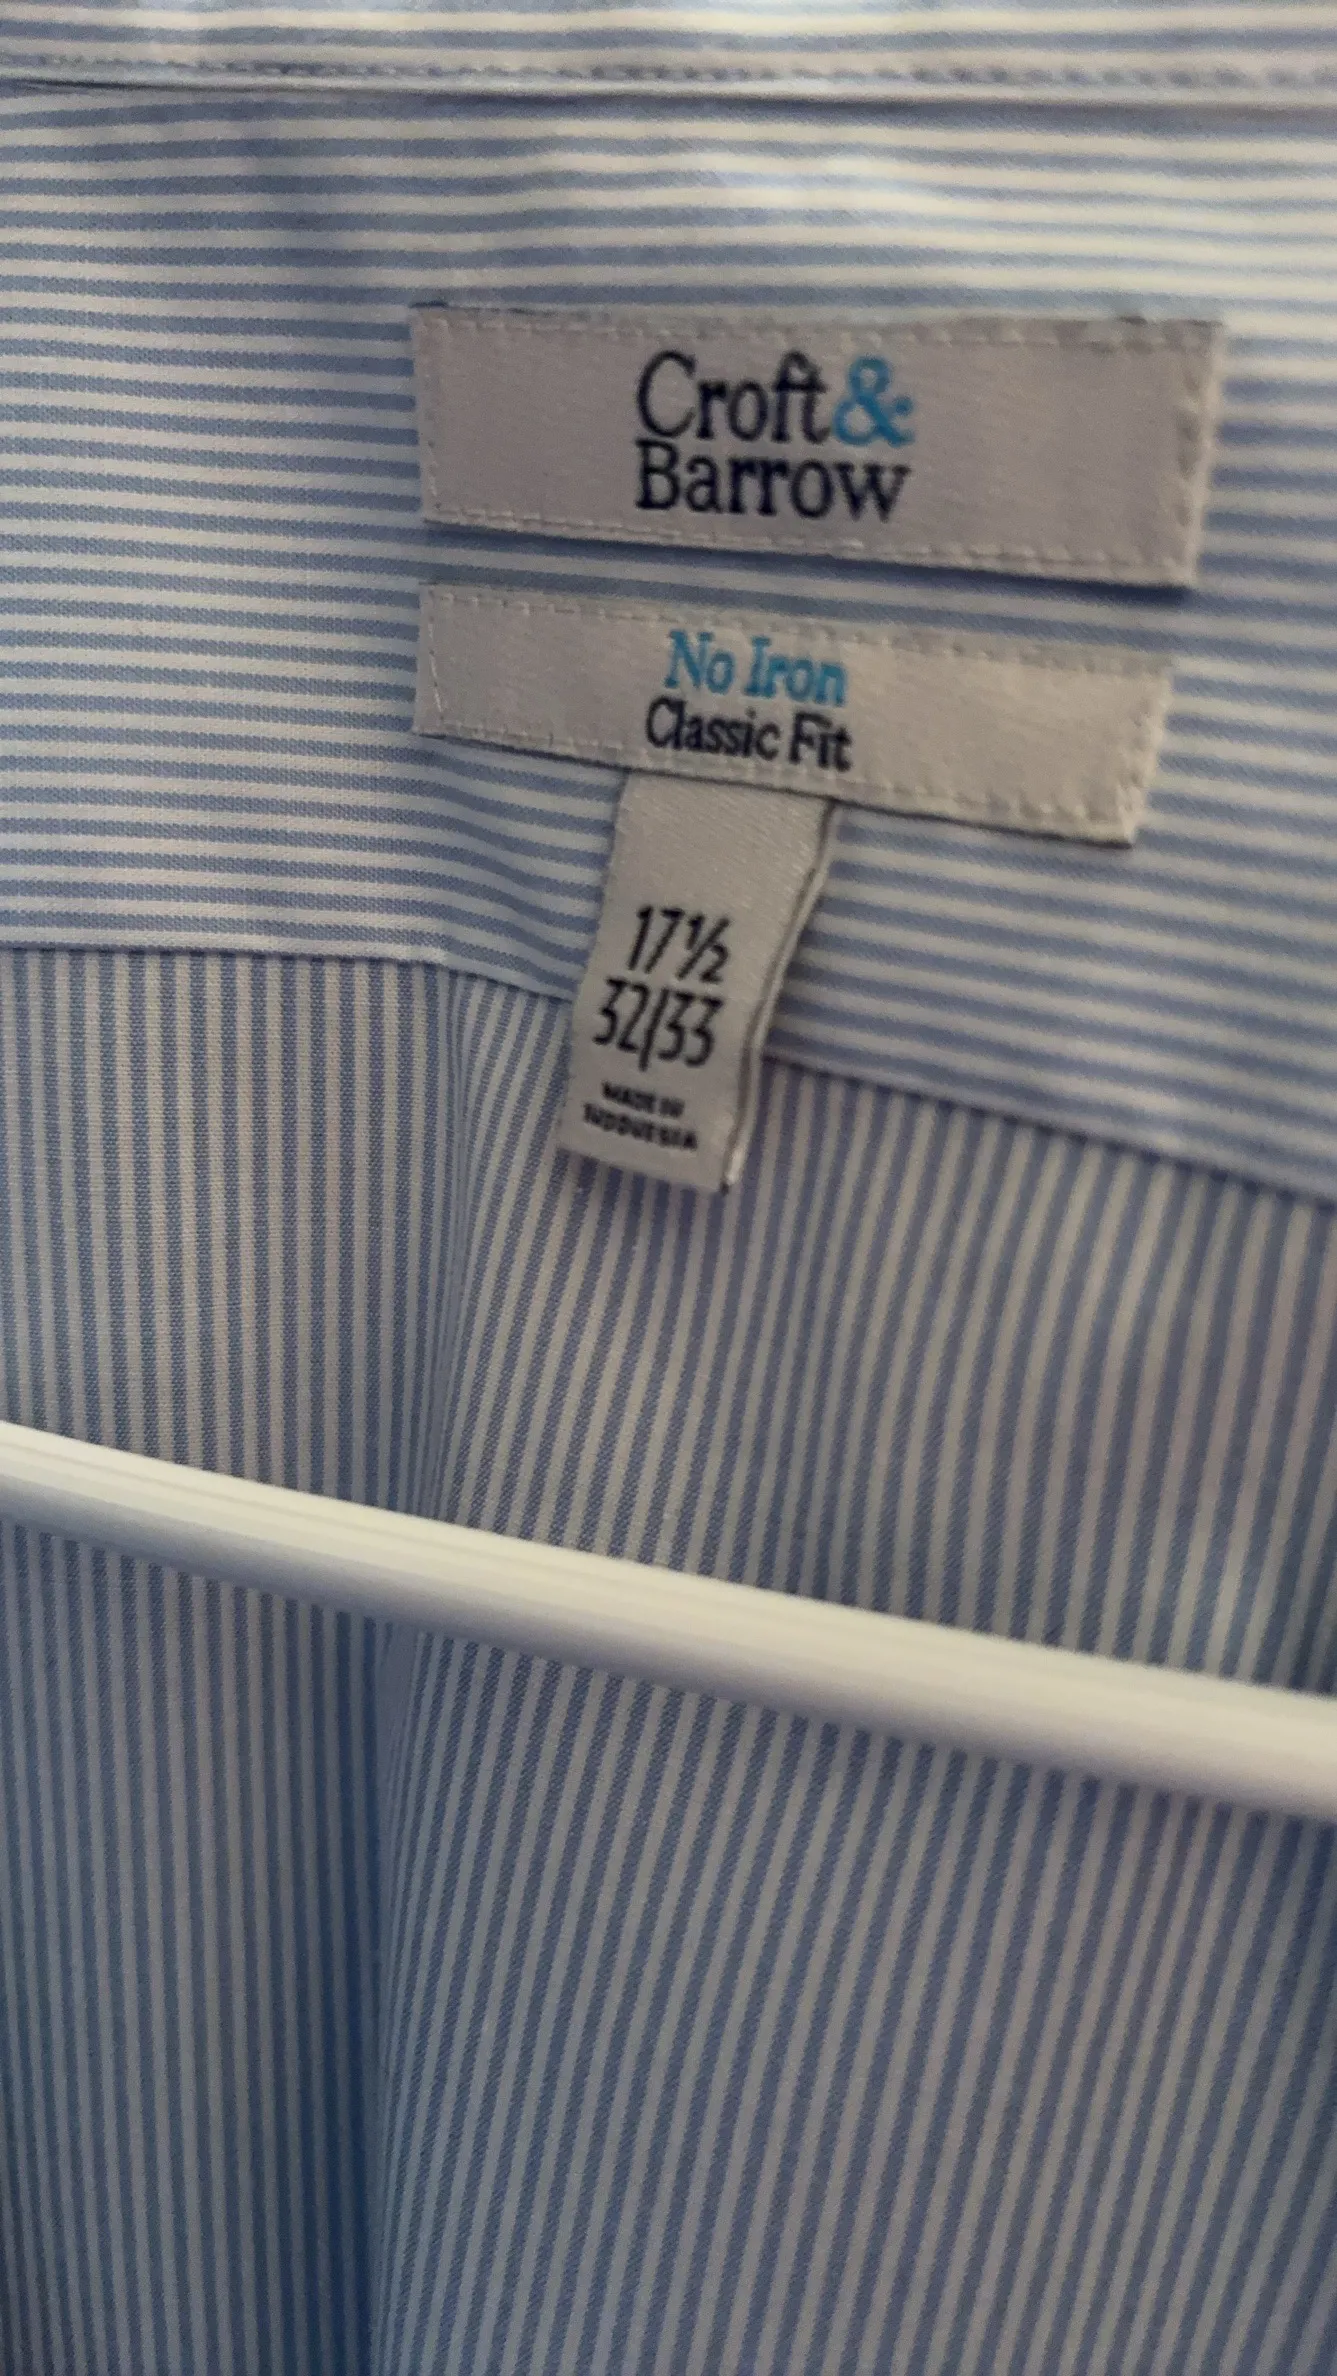 Croft&
Barrow
No Iron
Classic Fit
17½
32/33
MADE IN
INDONESIA